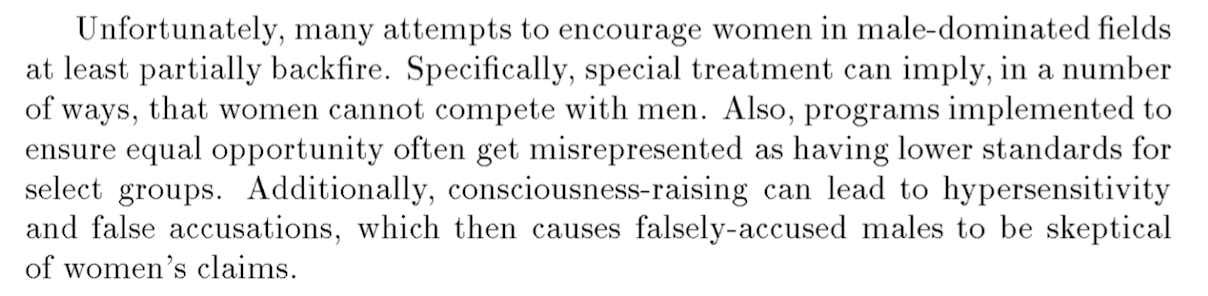 Unfortunately, many attempts to encourage women in male-dominated fields
at least partially backfire. Specifically, special treatment can imply, in a number
of ways, that women cannot compete with men. Also, programs implemented to
ensure equal opportunity often get misrepresented as having lower standards for
select groups. Additionally, consciousness-raising can lead to hypersensitivity
and false accusations, which then causes falsely-accused males to be skeptical
of women's claims.